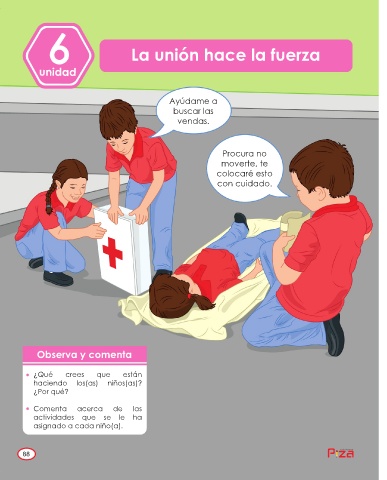 6
unidad
La unión hace la fuerza
Ayúdame a
buscar las
vendas.
Procura no
moverte, te
colocaré esto
con cuidado.
Observa y comenta
• ¿Qué crees que están
haciendo los(as) niños(as)?
¿Por qué?
• Comenta acerca de las
actividades que se le ha
asignado a cada niño(a).
88